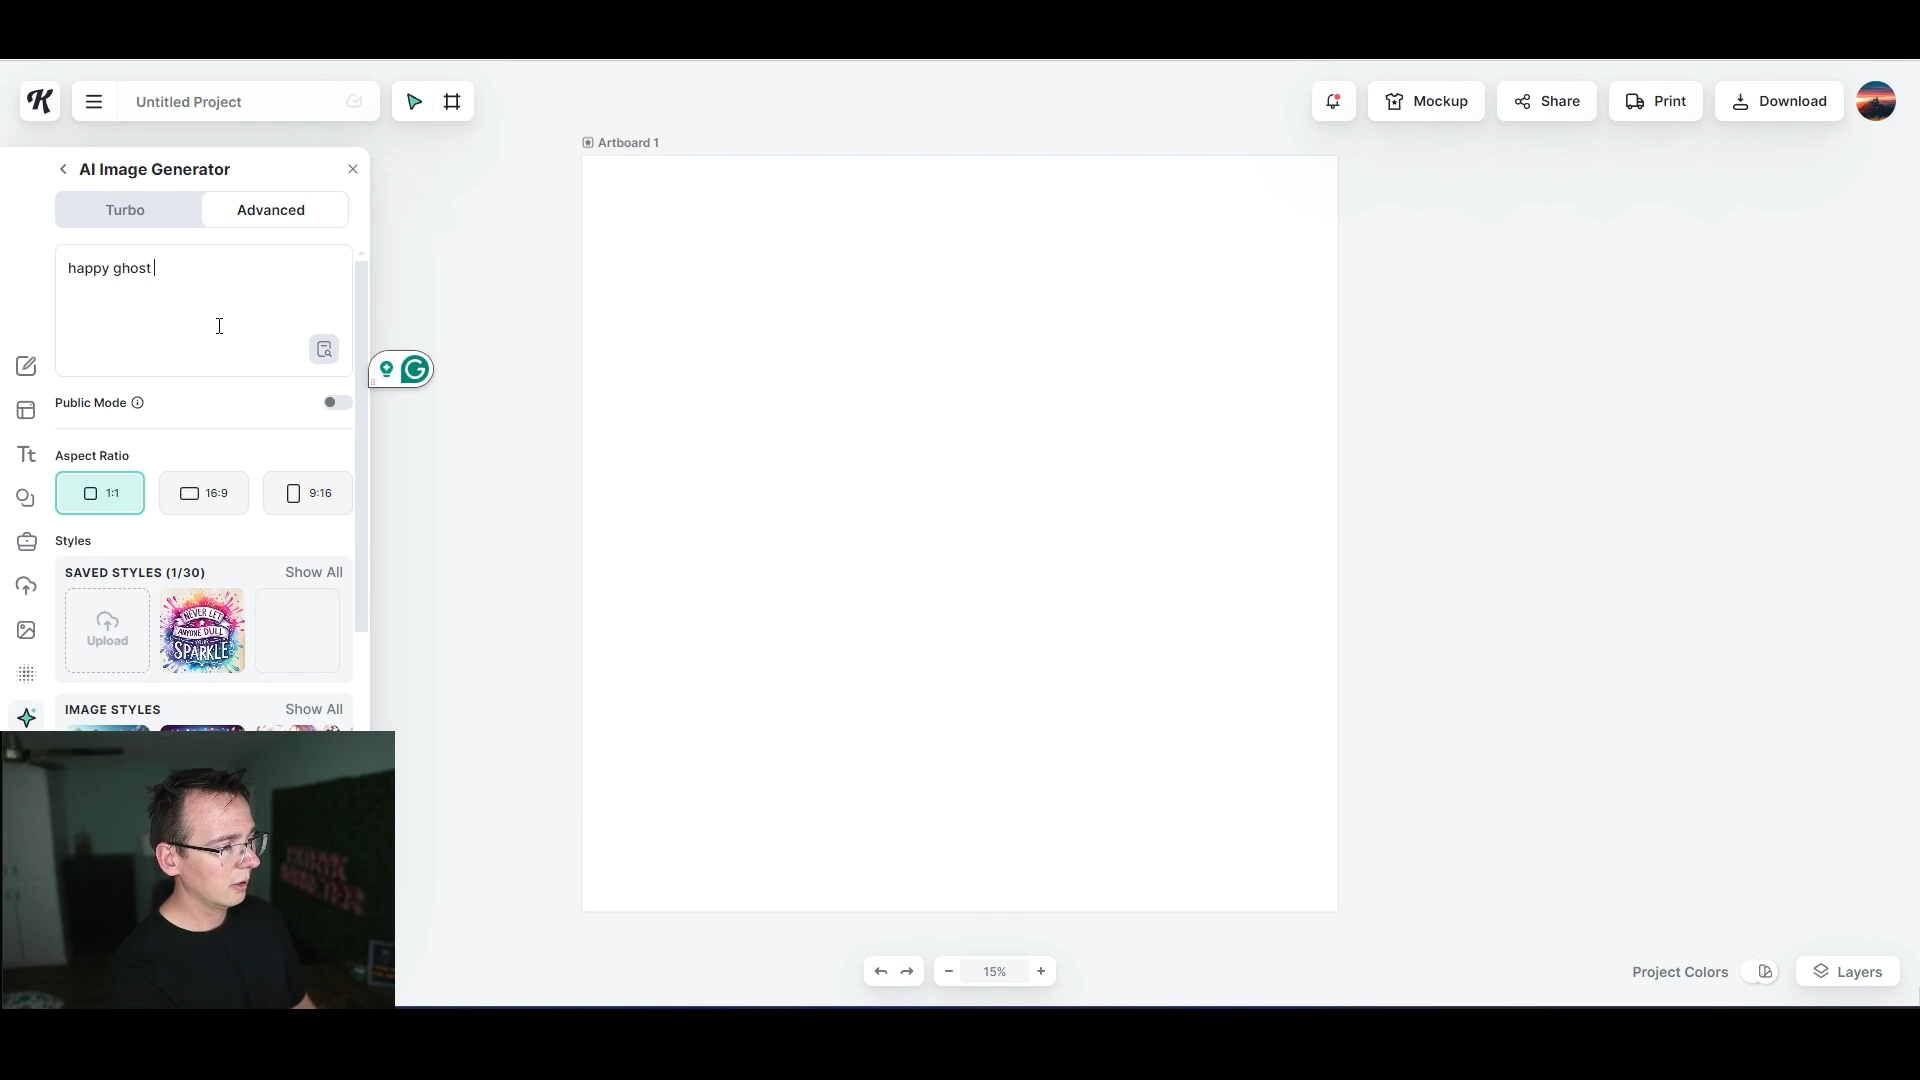 K
Untitled Project
Mockup
Share
Print
Download
Artboard 1
AI Image Generator
Turbo
Advanced
happy ghost
G
Public Mode
Aspect Ratio
1:1
16:9
9:16
Tt
Styles
SAVED STYLES (1/30)
Show All
Upload
NEVER LET
ANYONE DULL
YOUR
SPARKLE
IMAGE STYLES
Show All
15%
Project Colors
Layers